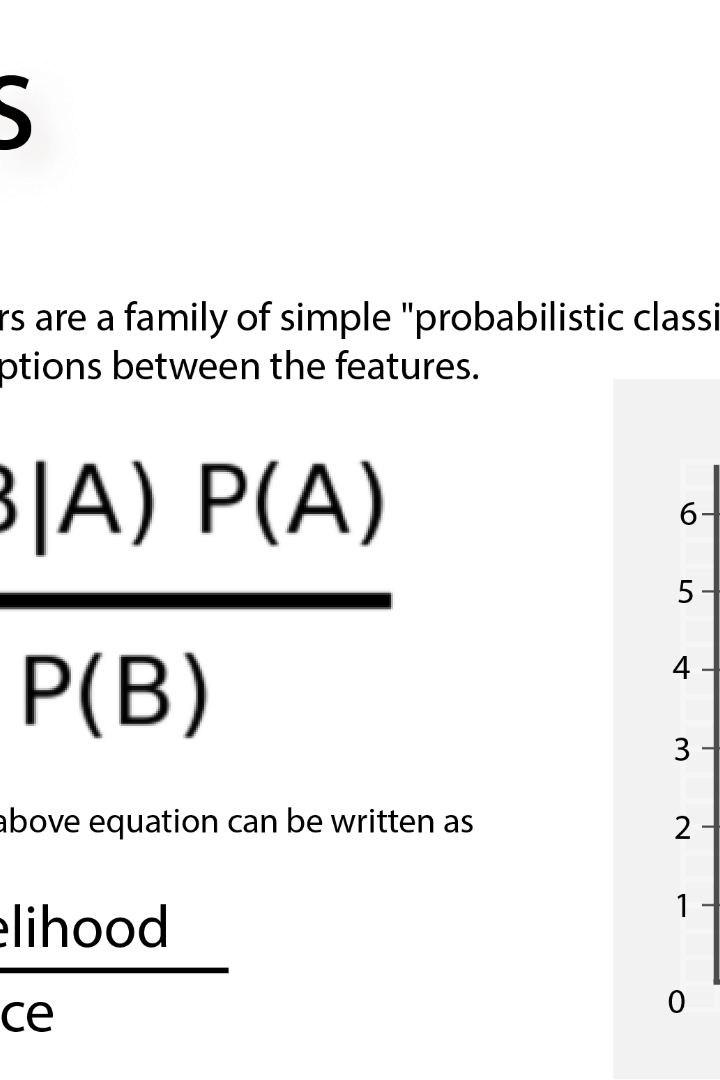 s
rs are a family of simple "probabilistic classi
ptions between the features.
B|A) P(A)
P(B)
above equation can be written as
elihood
ce
6
5
4
3
2
1
0